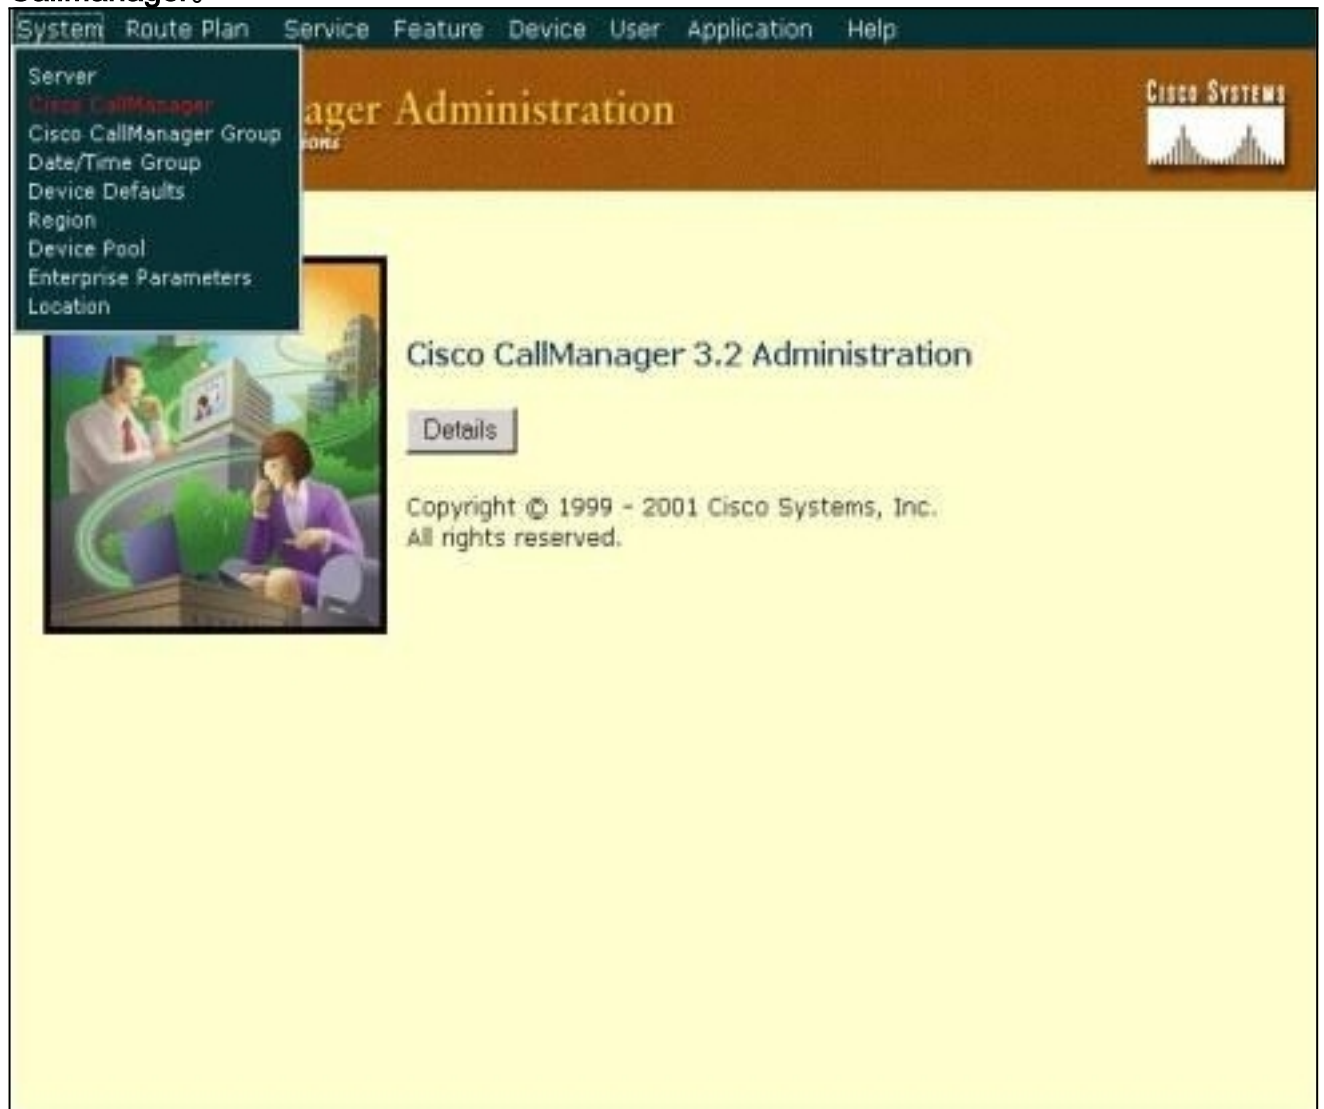 Callmanager。
System Route Plan Service Feature Device User Application Help
Server
Cisco CallManager
Cisco CallManager Group
Date/Time Group
Device Defaults
Region
Device Pool
Enterprise Parameters
Location
ager Administration
ions
CISCO SYSTEMS
Cisco CallManager 3.2 Administration
Details
Copyright © 1999 - 2001 Cisco Systems, Inc.
All rights reserved.